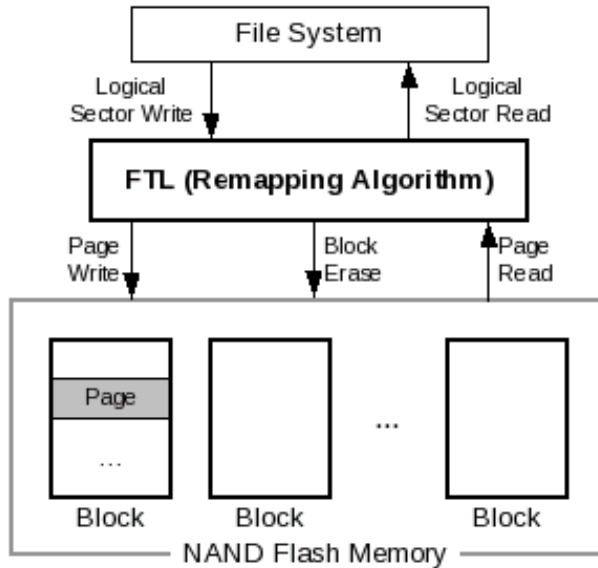 File System
Logical
Sector Write
Logical
Sector Read
FTL (Remapping Algorithm)
Page
Write
Block
Erase
Page
Read
Page
...
...
Block
Block
Block
NAND Flash Memory